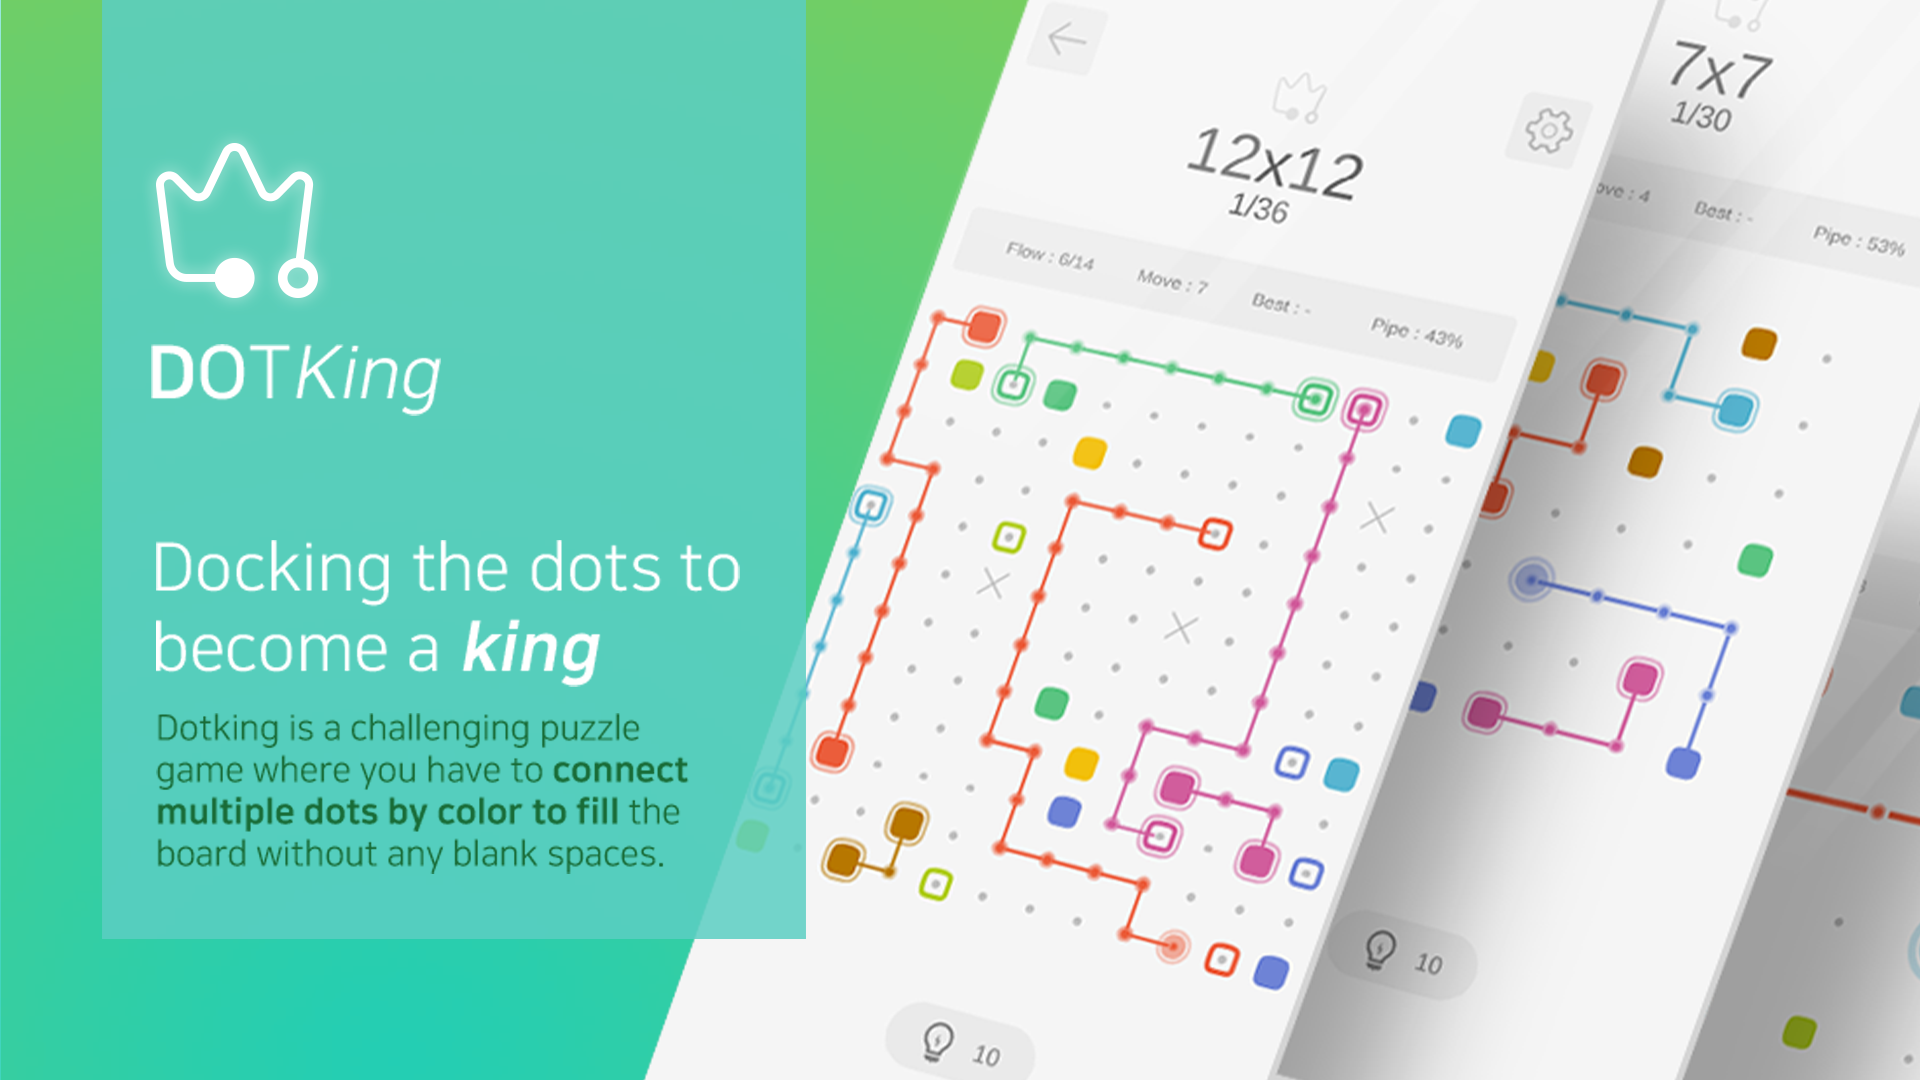 DOTKing
Docking the dots to
become a king
Dotking is a challenging puzzle
game where you have to connect
multiple dots by color to fill the
board without any blank spaces.
12x12
1/36
Flow : 6/14
Move : 7
Best : -
Pipe : 43%
10
7x7
1/30
ove : 4
Best : -
Pipe : 53%
10